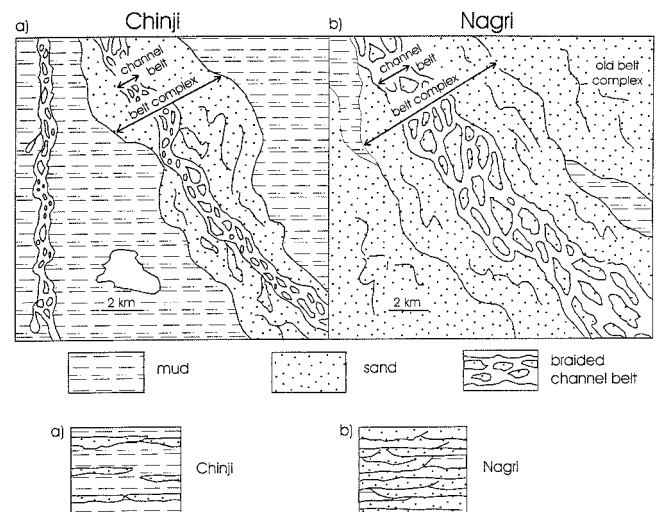 a) Chinji
b) Nagri
channel belt
belt complex
2 km
channel belt
belt complex
old belt complex
2 km
mud
sand
braided channel belt
a)
Chinji
b)
Nagri